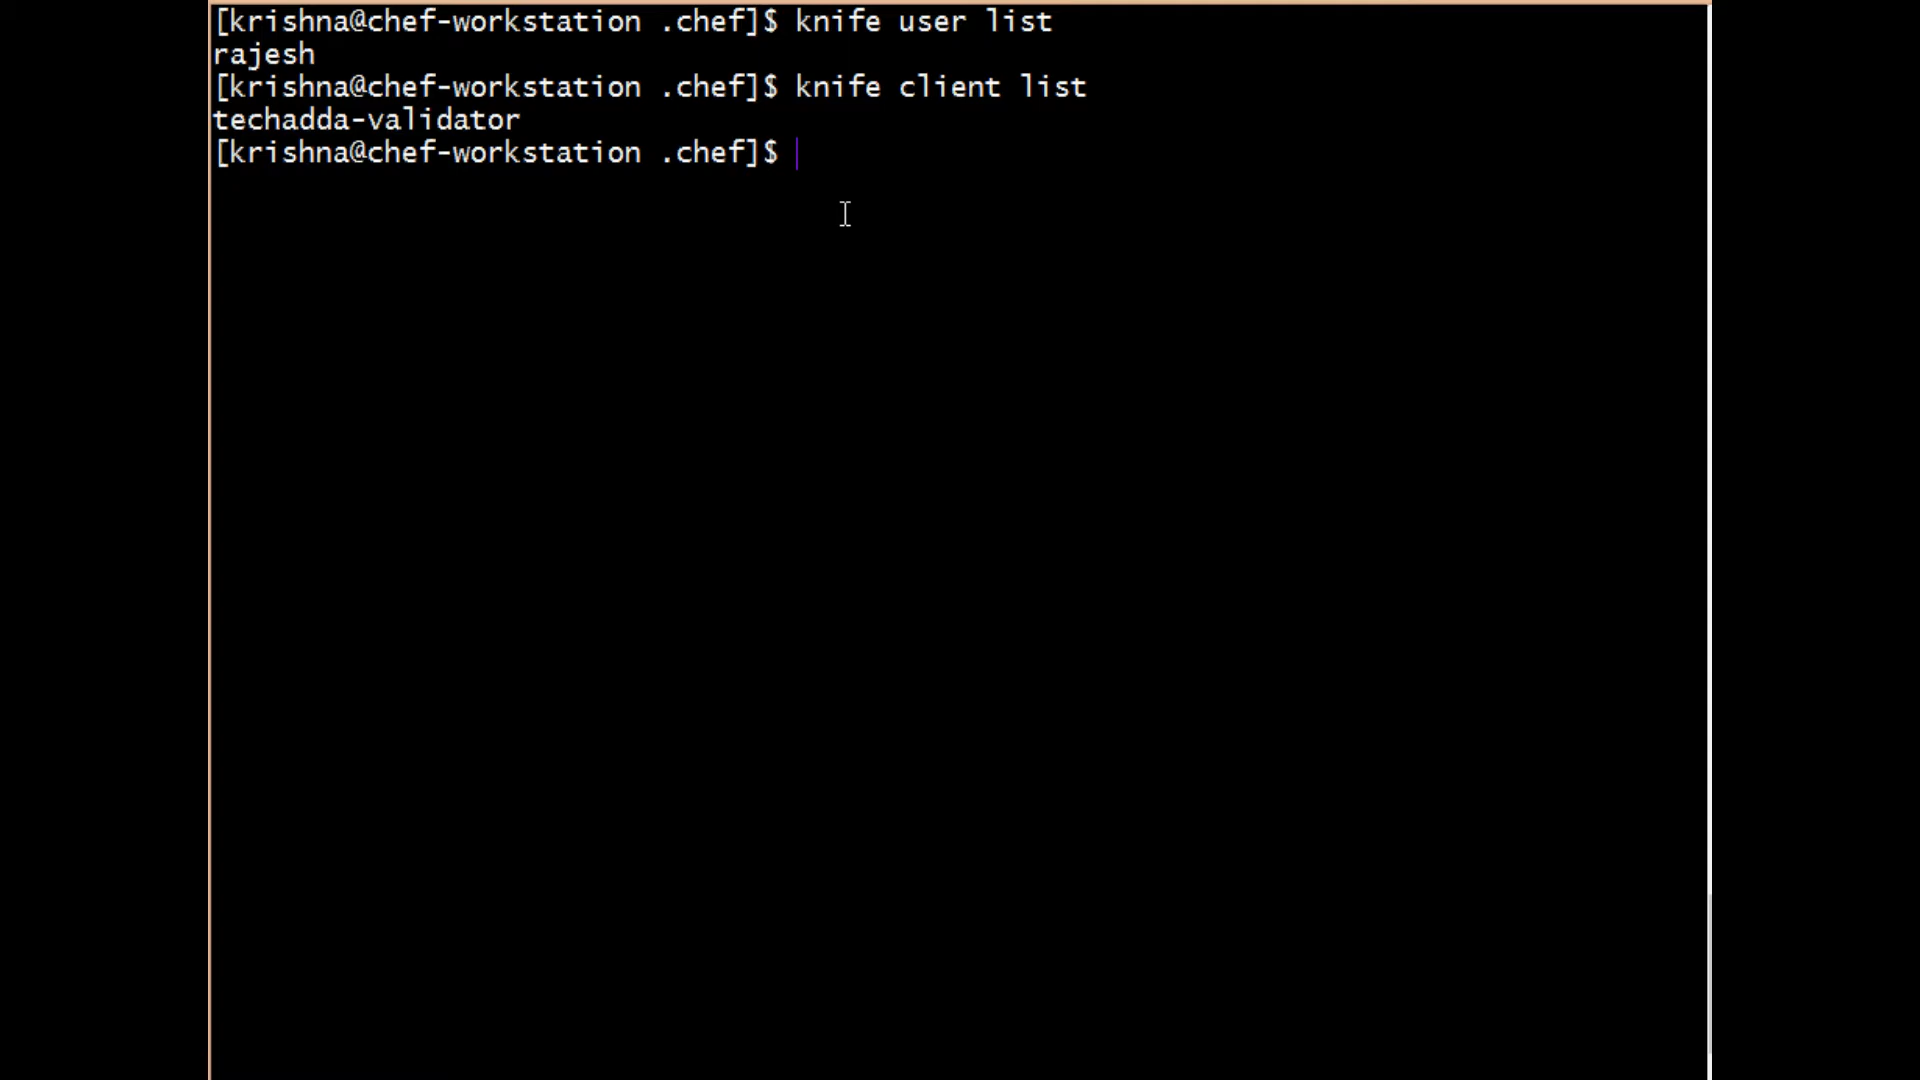 [krishna@chef-workstation .chef]$ knife user list
rajesh
[krishna@chef-workstation .chef]$ knife client list
techadda-validator
[krishna@chef-workstation .chef]$